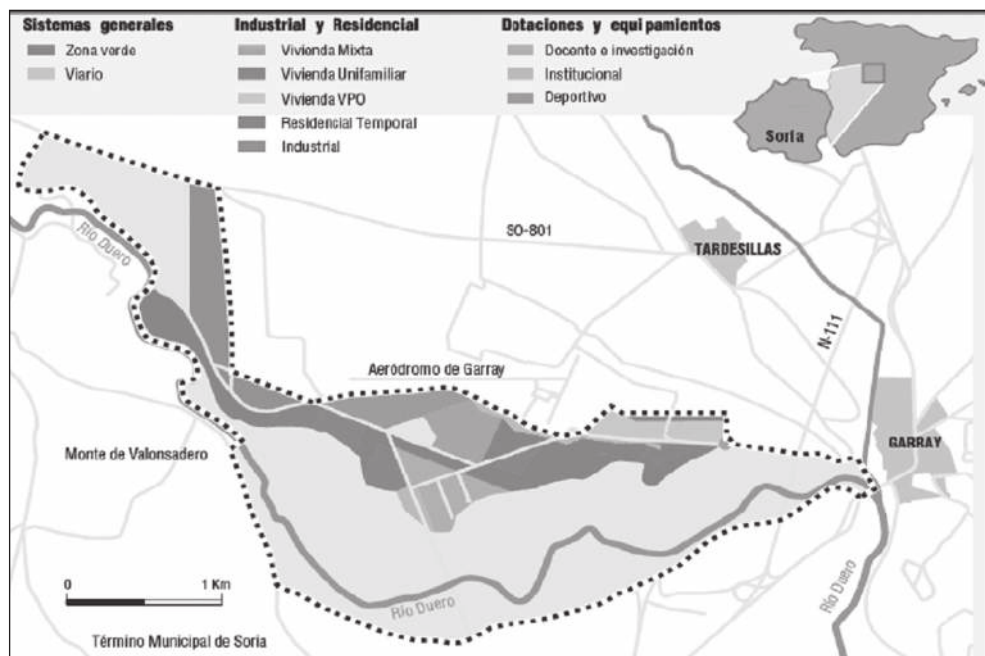 Sistemas generales
Zona verde
Viario
Industrial y Residencial
Vivienda Mixta
Vivienda Unifamiliar
Vivienda VPO
Residencial Temporal
Industrial
Dotaciones y equipamientos
Docente o investigación
Institucional
Deportivo
Soria
Río Duero
SO-801
TARDESILLAS
N-111
Aeródromo de Garray
GARRAY
Monte de Valonsadero
0 1 Km
Río Duero
Río Duero
Término Municipal de Soria